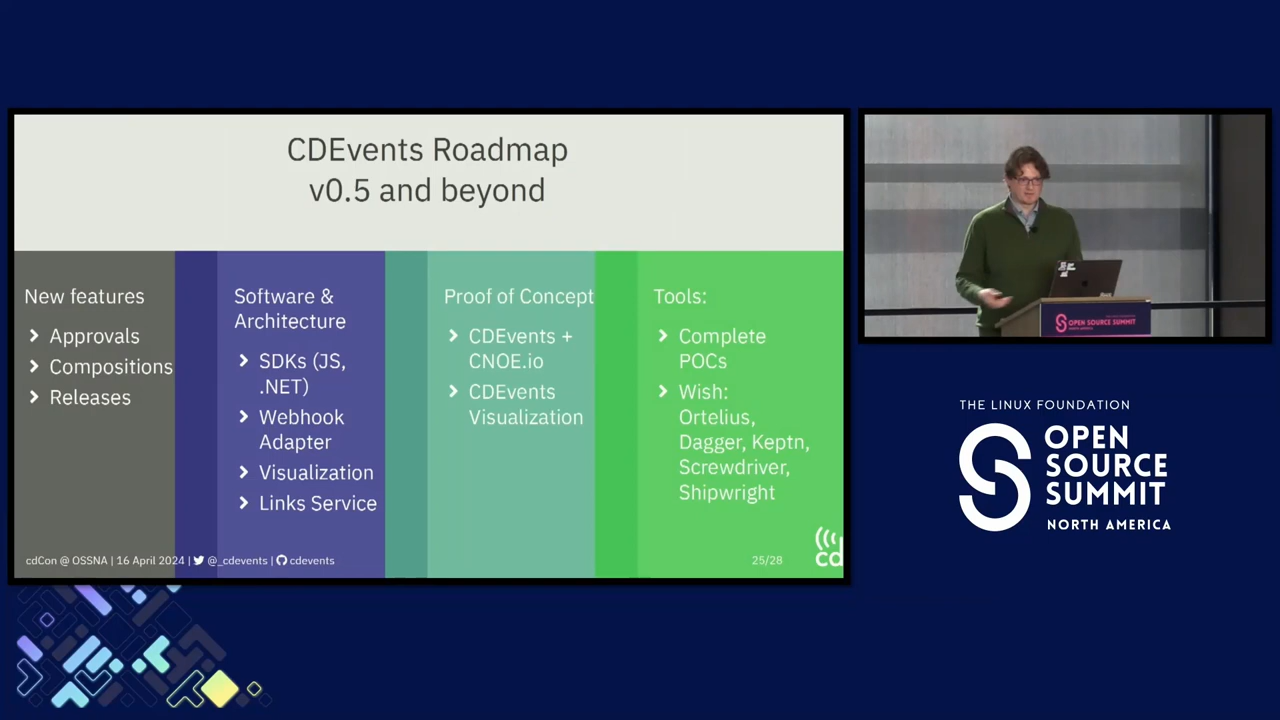 CDEvents Roadmap
v0.5 and beyond
New features
Approvals
Compositions
Releases
Software &
Architecture
SDKs (JS,
.NET)
Webhook
Adapter
Visualization
Links Service
Proof of Concept
CDEvents +
CNOE.io
CDEvents
Visualization
Tools:
Complete
POCs
Wish:
Ortelius,
Dagger, Keptn,
Screwdriver,
Shipwright
cdCon @ OSSNA | 16 April 2024 | @_cdevents | cdevents
25/28
cd
OPEN SOURCE SUMMIT
NORTH AMERICA
THE LINUX FOUNDATION
OPEN
SOURCE
SUMMIT
NORTH AMERICA